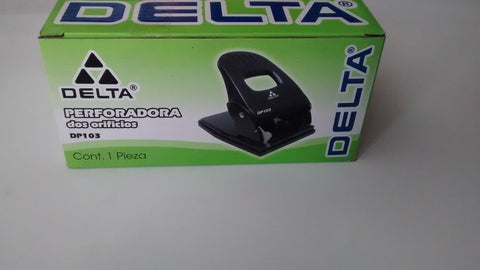 DELTA®
DELTA®
PERFORADORA
dos orificios
DP103
Cont. 1 Pieza
DP103
DELTA®